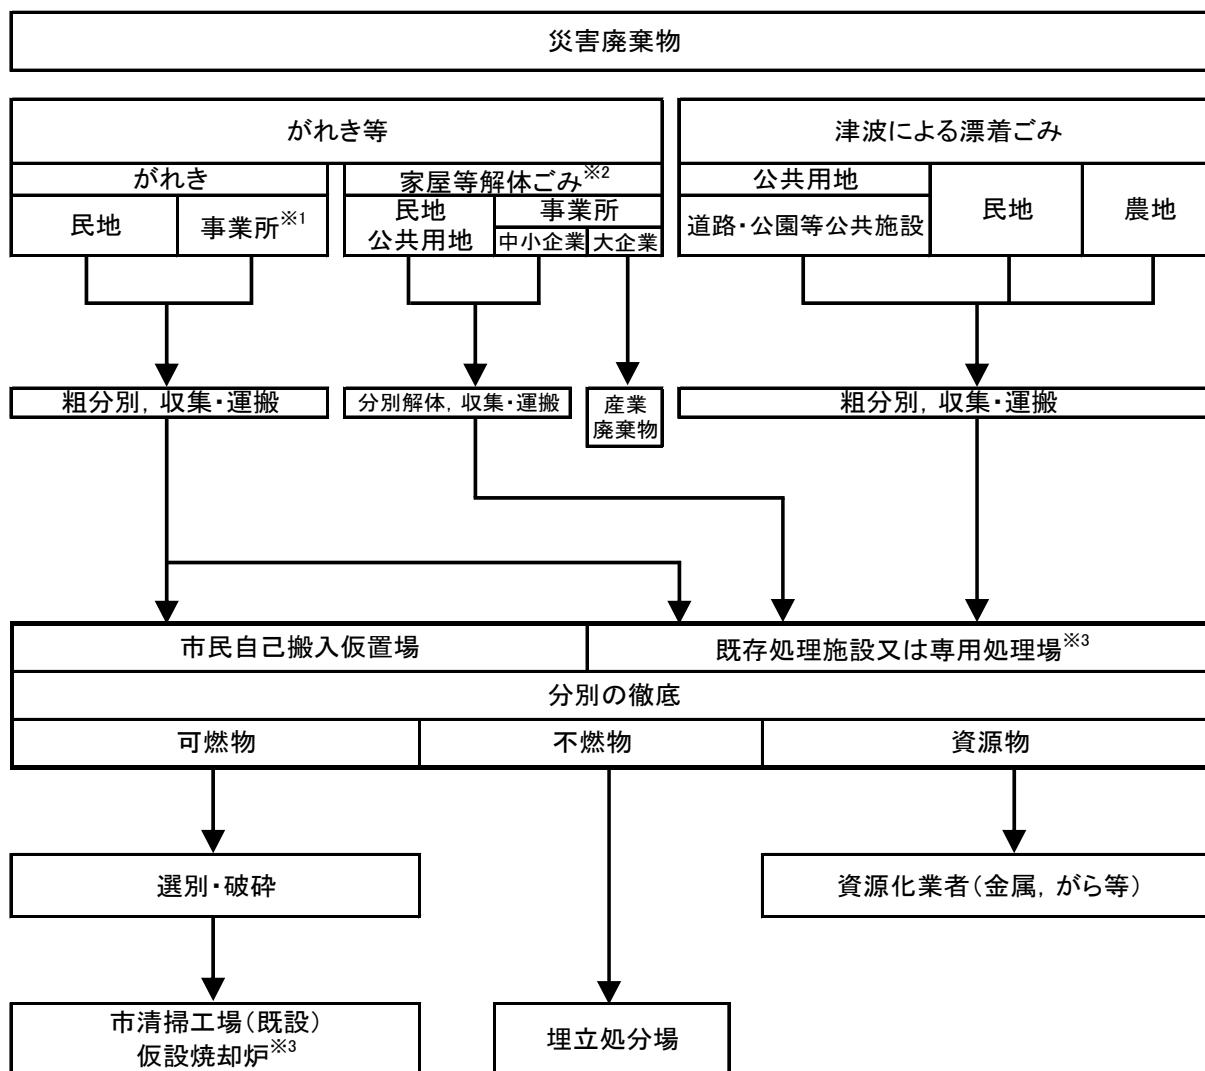 災害廃棄物
がれき等
津波による漂着ごみ
がれき
家屋等解体ごみ※2
公共用地
民地
農地
民地
事業所※1
民地
公共用地
事業所
中小企業
大企業
道路・公園等公共施設
粗分別，収集・運搬
分別解体，収集・運搬
産業
廃棄物
粗分別，収集・運搬
市民自己搬入仮置場
既存処理施設又は専用処理場※3
分別の徹底
可燃物
不燃物
資源物
選別・破砕
資源化業者（金属，がら等）
市清掃工場（既設）
仮設焼却炉※3
埋立処分場